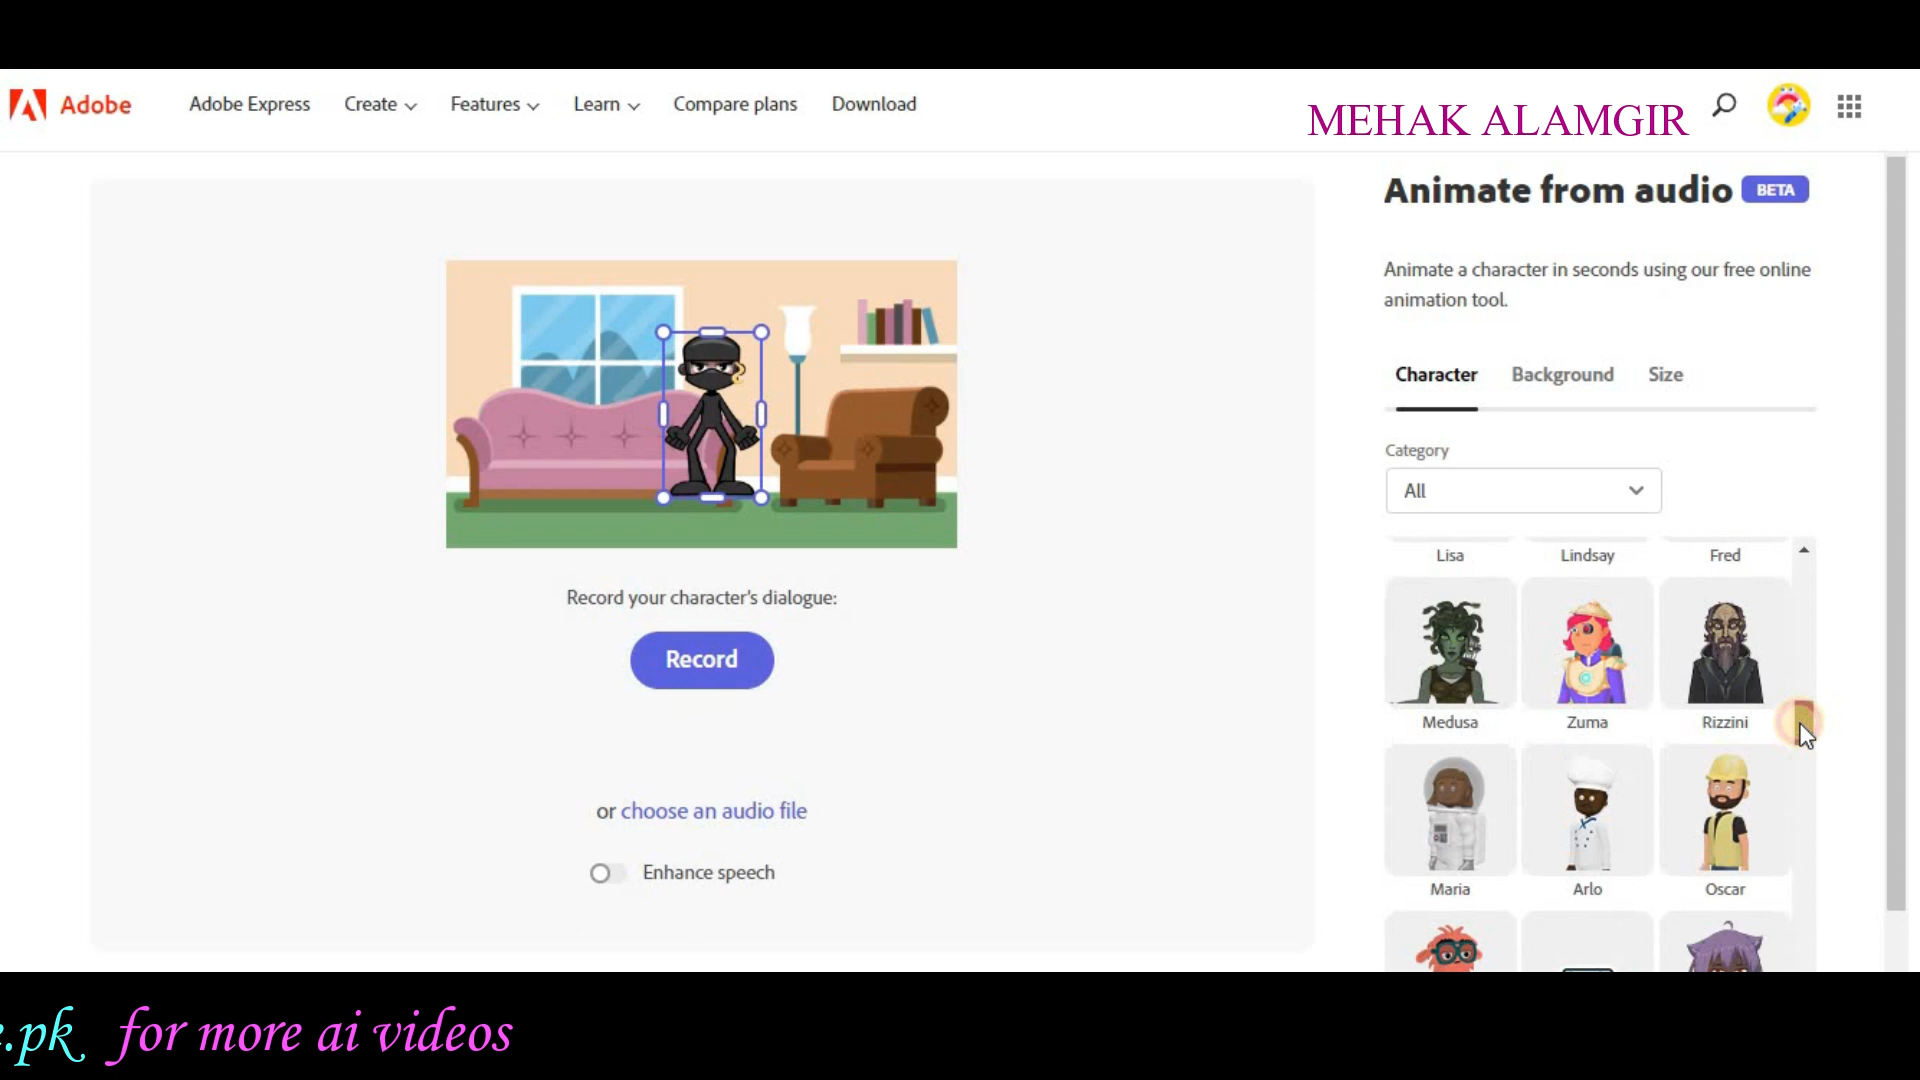 Adobe
Adobe Express
Create
Features
Learn
Compare plans
Download
MEHAK ALAMGIR
Animate from audio
BETA
Animate a character in seconds using our free online
animation tool.
Character
Background
Size
Category
All
Lisa
Lindsay
Fred
Medusa
Zuma
Rizzini
Maria
Arlo
Oscar
Record your character's dialogue:
Record
or choose an audio file
Enhance speech
.pk for more ai videos